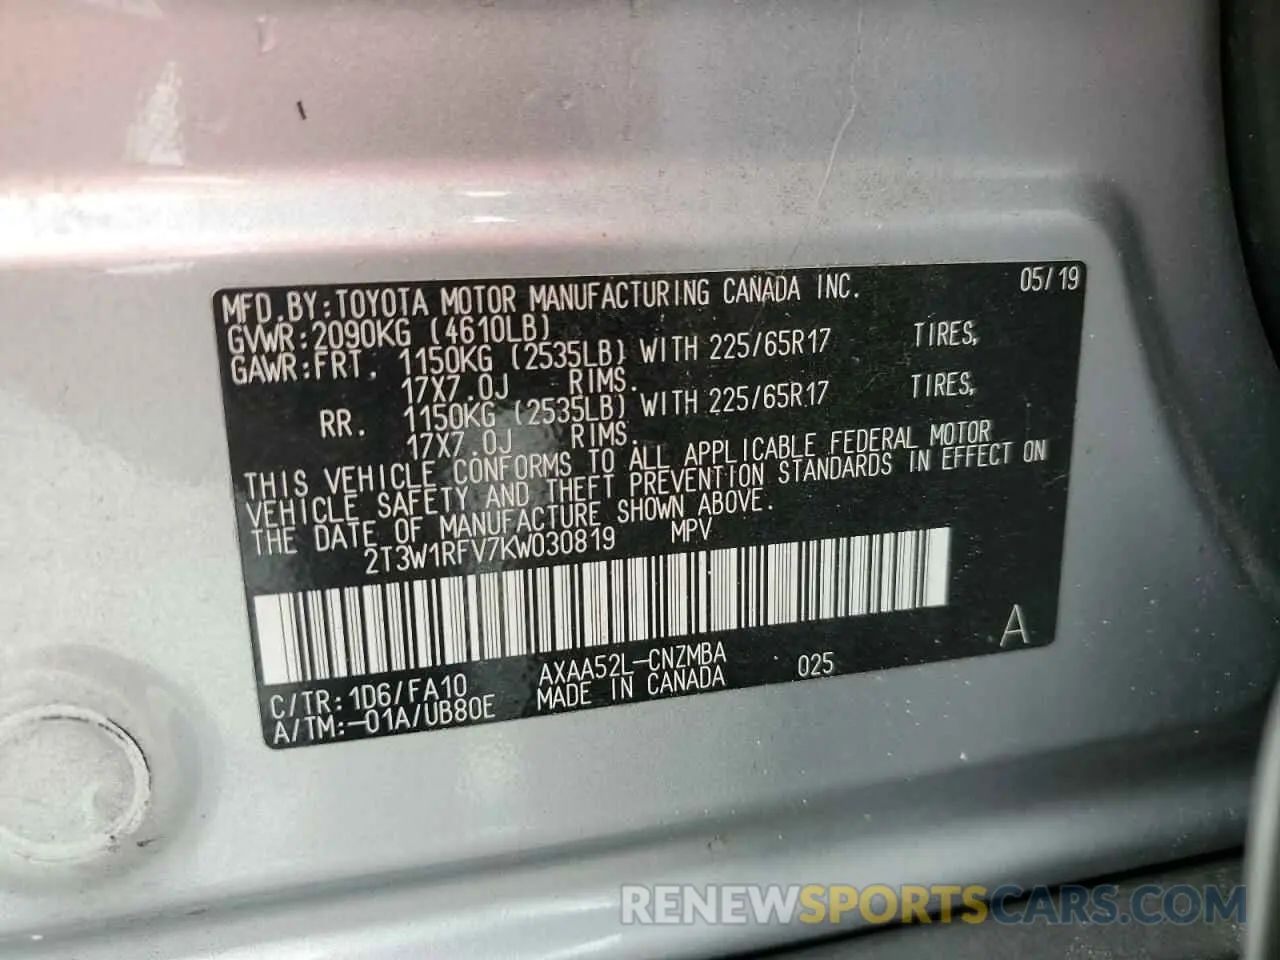 MFD.BY:TOYOTA MOTOR MANUFACTURING CANADA INC. 05/19
GVWR:2090KG (4610LB)
GAWR:FRT. 1150KG (2535LB) WITH 225/65R17 TIRES,
17X7.0J RIMS.
RR. 1150KG (2535LB) WITH 225/65R17 TIRES,
17X7.0J RIMS.
THIS VEHICLE CONFORMS TO ALL APPLICABLE FEDERAL MOTOR
VEHICLE SAFETY AND THEFT PREVENTION STANDARDS IN EFFECT ON
THE DATE OF MANUFACTURE SHOWN ABOVE.
2T3W1RFV7KW030819 MPV
A
C/TR:1D6/FA10 AXAA52L-CNZMBA 025
A/TM:-01A/UB80E MADE IN CANADA
RENEWSPORTSCARS.COM